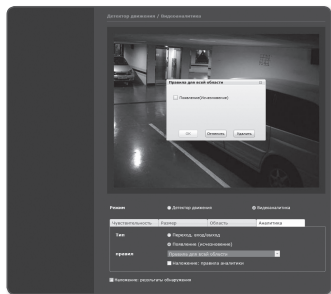 Детектор движения / Видеоаналитика
Правила для всей области
Появление(Исчезновение)
OK Отменить Удалить
Режим Детектор движения Видеоаналитика
Чувствительность Размер Область Аналитика
Тип Переход, вход/выход
Появление (исчезновение)
правил Правила для всей области
Наложение: правила аналитики
Наложение: результаты обнаружения